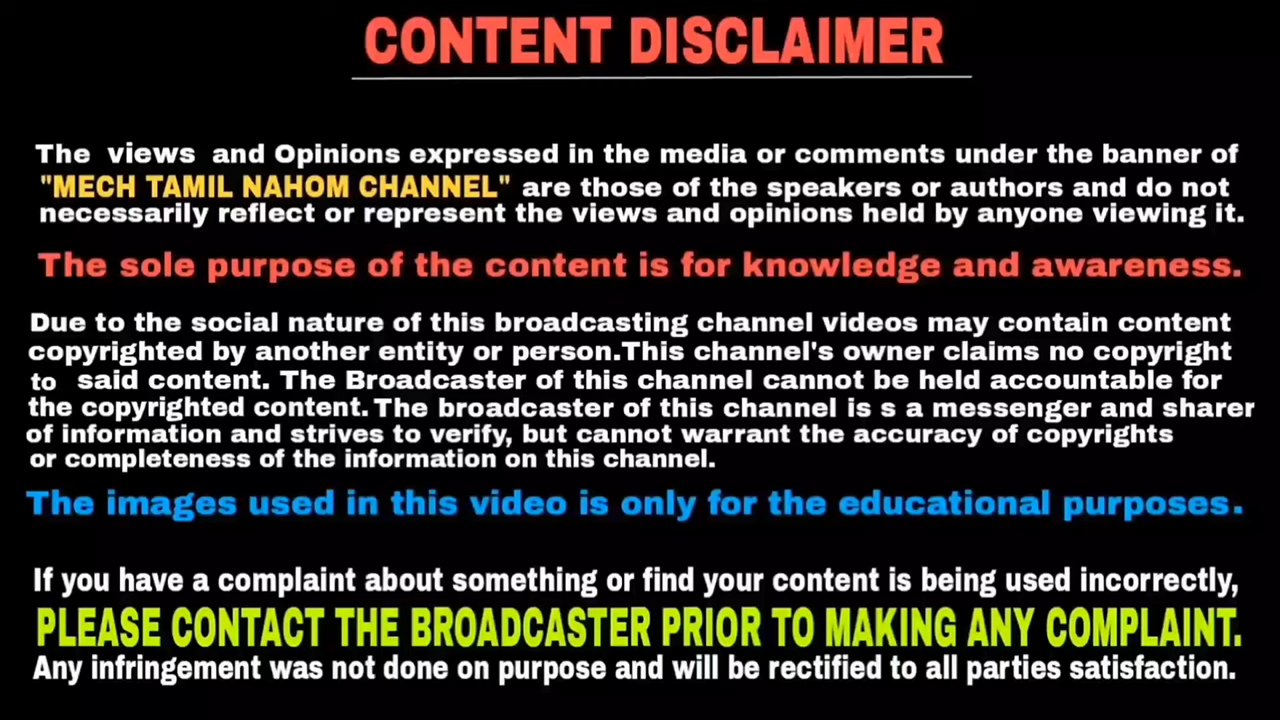 CONTENT DISCLAIMER
The views and Opinions expressed in the media or comments under the banner of
"MECH TAMIL NAHOM CHANNEL" are those of the speakers or authors and do not
necessarily reflect or represent the views and opinions held by anyone viewing it.
The sole purpose of the content is for knowledge and awareness.
Due to the social nature of this broadcasting channel videos may contain content
copyrighted by another entity or person.This channel's owner claims no copyright
to said content. The Broadcaster of this channel cannot be held accountable for
the copyrighted content. The broadcaster of this channel is s a messenger and sharer
of information and strives to verify, but cannot warrant the accuracy of copyrights
or completeness of the information on this channel.
The images used in this video is only for the educational purposes.
If you have a complaint about something or find your content is being used incorrectly,
PLEASE CONTACT THE BROADCASTER PRIOR TO MAKING ANY COMPLAINT.
Any infringement was not done on purpose and will be rectified to all parties satisfaction.